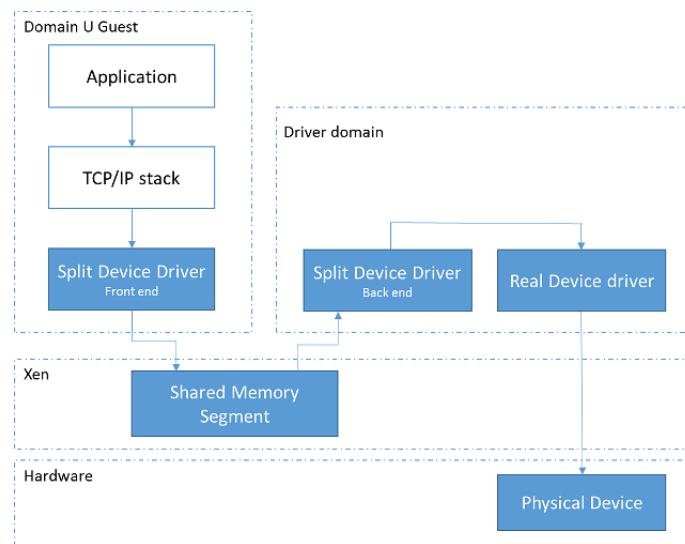 Domain U Guest
Application
TCP/IP stack
Split Device Driver
Front end
Driver domain
Split Device Driver
Back end
Real Device driver
Xen
Shared Memory
Segment
Hardware
Physical Device